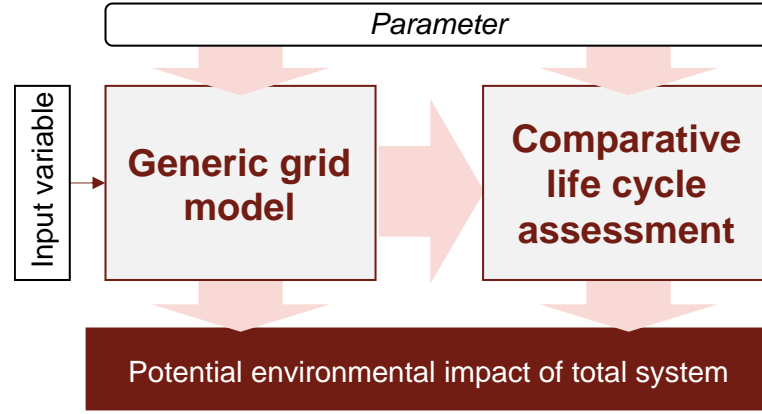 Parameter
Input variable
Generic grid
model
Comparative
life cycle
assessment
Potential environmental impact of total system